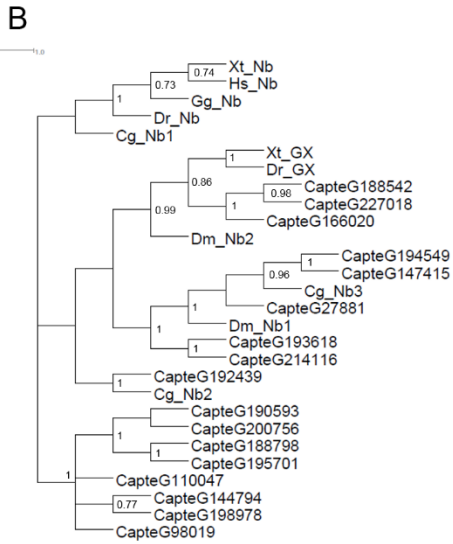 B
1.0
Xt_Nb
0.74
Hs_Nb
0.73
Gg_Nb
1
Dr_Nb
Cg_Nb1
Xt_GX
1
Dr_GX
0.86
CapteG188542
0.98
CapteG227018
1
CapteG166020
0.99
Dm_Nb2
CapteG194549
1
CapteG147415
0.96
Cg_Nb3
CapteG27881
1
Dm_Nb1
1
CapteG193618
1
CapteG214116
CapteG192439
1
Cg_Nb2
CapteG190593
CapteG200756
1
CapteG188798
1
CapteG195701
1
CapteG110047
CapteG144794
0.77
CapteG198978
CapteG98019